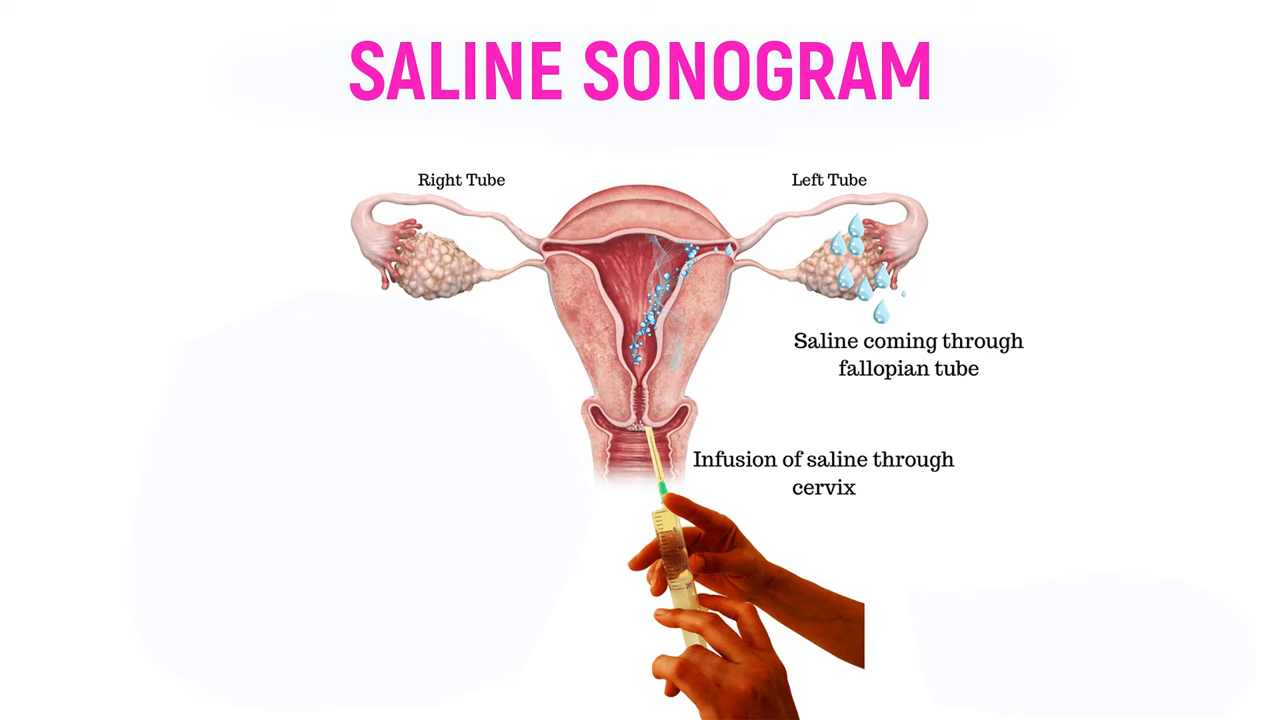 SALINE SONOGRAM
Right Tube
Left Tube
Saline coming through
fallopian tube
Infusion of saline through
cervix